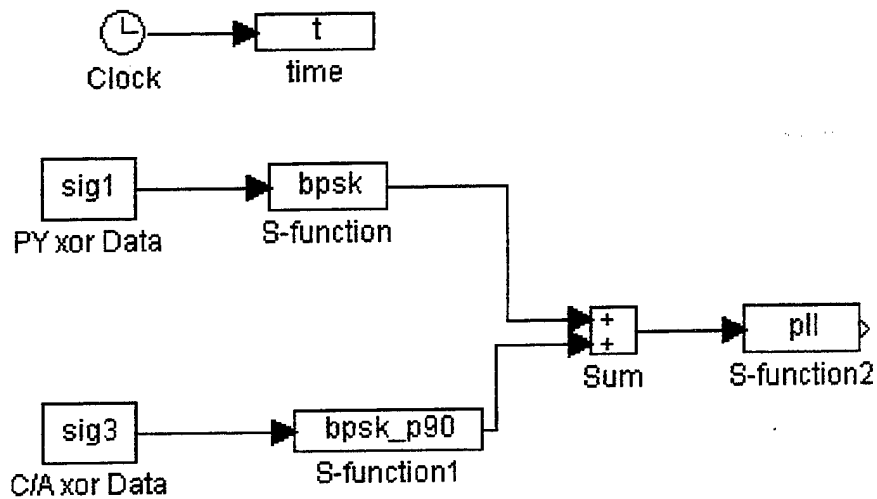 t
Clock
time
sig1
bpsk
PY xor Data
S-function
+
+
pll
Sum
S-function2
sig3
bpsk_p90
C/A xor Data
S-function1